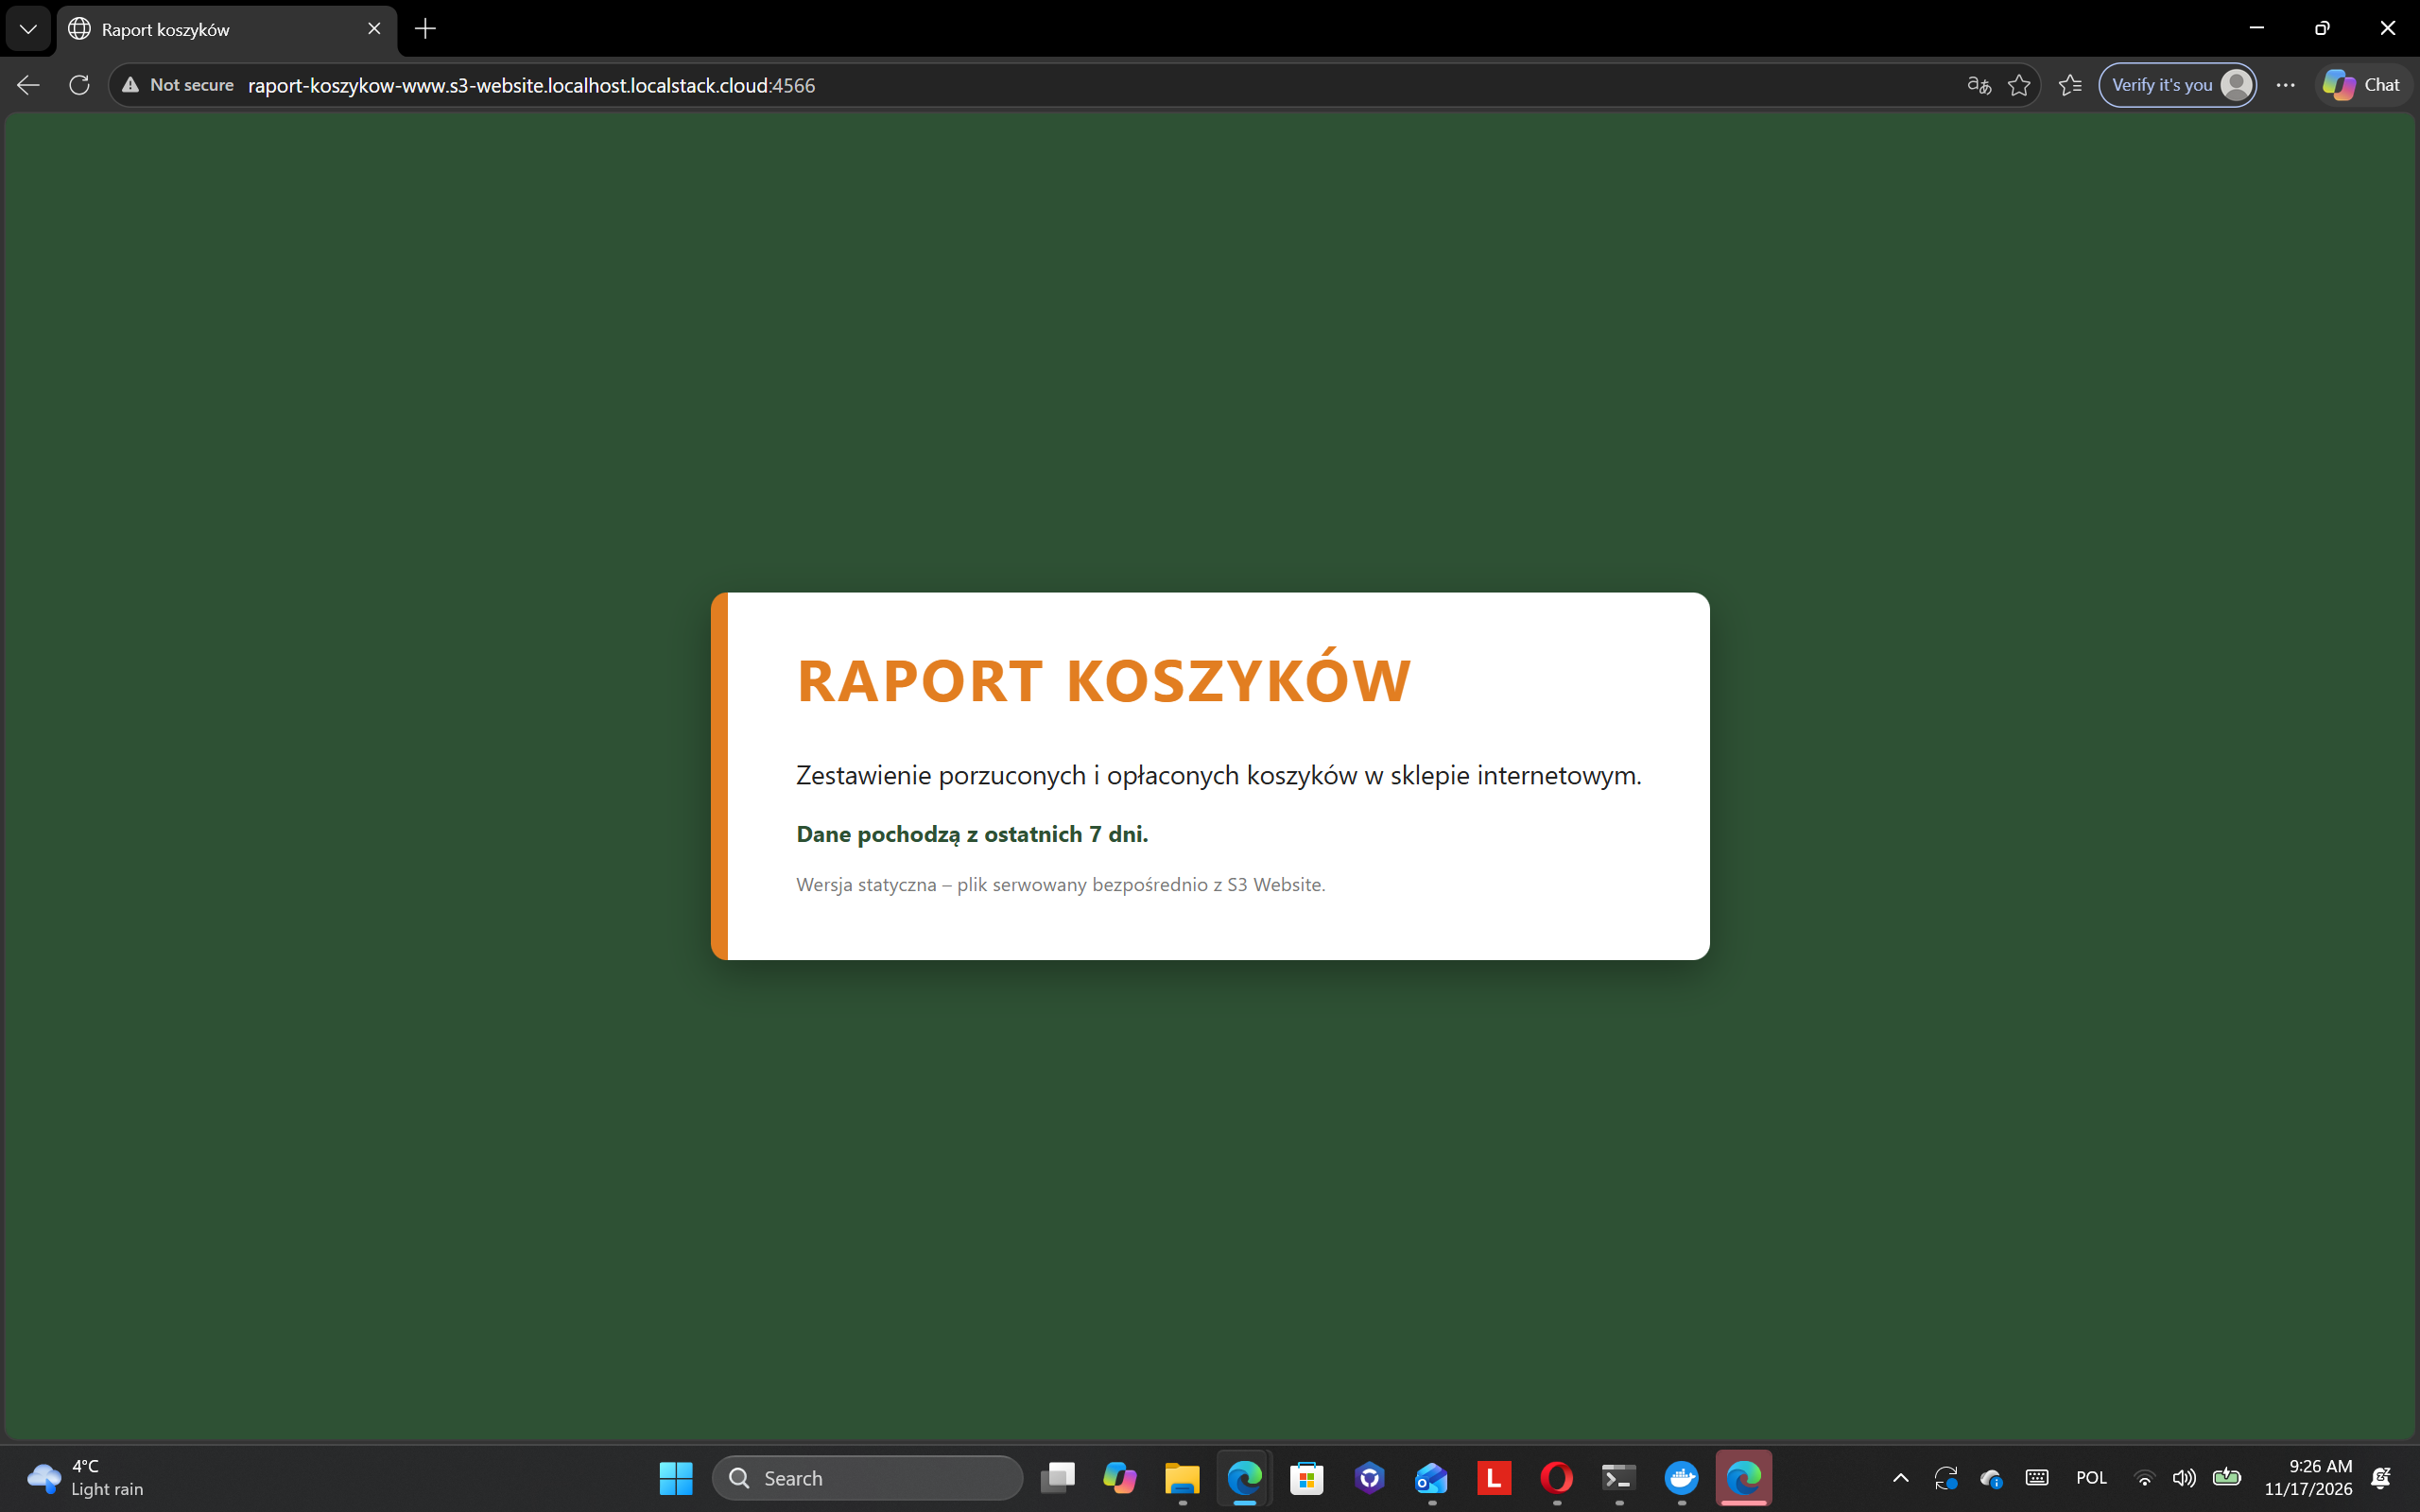 Raport koszyków
Not secure raport-koszykow-www.s3-website.localhost.localstack.cloud:4566
Verify it's you
Chat
RAPORT KOSZYKÓW
Zestawienie porzuconych i opłaconych koszyków w sklepie internetowym.
Dane pochodzą z ostatnich 7 dni.
Wersja statyczna – plik serwowany bezpośrednio z S3 Website.
4°C
Light rain
Search
L
POL
9:26 AM
11/17/2026